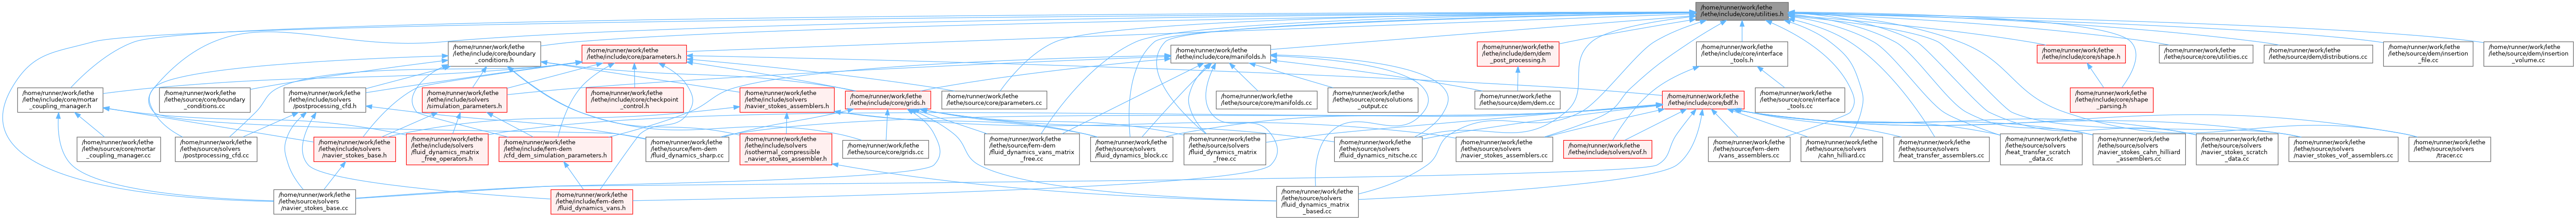 /home/runner/work/lethe
/lethe/include/core/utilities.h
/home/runner/work/lethe
/lethe/include/core/boundary
_conditions.h
/home/runner/work/lethe
/lethe/include/core/parameters.h
/home/runner/work/lethe
/lethe/include/core/manifolds.h
/home/runner/work/lethe
/lethe/include/dem/dem
_post_processing.h
/home/runner/work/lethe
/lethe/include/core/interface
_tools.h
/home/runner/work/lethe
/lethe/include/core/shape.h
/home/runner/work/lethe
/lethe/source/core/utilities.cc
/home/runner/work/lethe
/lethe/source/dem/distributions.cc
/home/runner/work/lethe
/lethe/source/dem/insertion
_file.cc
/home/runner/work/lethe
/lethe/source/dem/insertion
_volume.cc
/home/runner/work/lethe
/lethe/include/core/mortar
_coupling_manager.h
/home/runner/work/lethe
/lethe/source/core/boundary
_conditions.cc
/home/runner/work/lethe
/lethe/include/solvers
/postprocessing_cfd.h
/home/runner/work/lethe
/lethe/include/solvers
/simulation_parameters.h
/home/runner/work/lethe
/lethe/include/core/checkpoint
_control.h
/home/runner/work/lethe
/lethe/include/solvers
/navier_stokes_assemblers.h
/home/runner/work/lethe
/lethe/include/core/grids.h
/home/runner/work/lethe
/lethe/source/core/parameters.cc
/home/runner/work/lethe
/lethe/source/core/manifolds.cc
/home/runner/work/lethe
/lethe/source/core/solutions
_output.cc
/home/runner/work/lethe
/lethe/source/dem/dem.cc
/home/runner/work/lethe
/lethe/include/core/bdf.h
/home/runner/work/lethe
/lethe/source/core/interface
_tools.cc
/home/runner/work/lethe
/lethe/include/core/shape
_parsing.h
/home/runner/work/lethe
/lethe/source/core/mortar
_coupling_manager.cc
/home/runner/work/lethe
/lethe/source/solvers
/postprocessing_cfd.cc
/home/runner/work/lethe
/lethe/include/solvers
/navier_stokes_base.h
/home/runner/work/lethe
/lethe/include/solvers
/fluid_dynamics_matrix
_free_operators.h
/home/runner/work/lethe
/lethe/include/fem-dem
/cfd_dem_simulation_parameters.h
/home/runner/work/lethe
/lethe/source/fem-dem
/fluid_dynamics_sharp.cc
/home/runner/work/lethe
/lethe/include/solvers
/isothermal_compressible
_navier_stokes_assembler.h
/home/runner/work/lethe
/lethe/source/core/grids.cc
/home/runner/work/lethe
/lethe/source/fem-dem
/fluid_dynamics_vans_matrix
_free.cc
/home/runner/work/lethe
/lethe/source/solvers
/fluid_dynamics_block.cc
/home/runner/work/lethe
/lethe/source/solvers
/fluid_dynamics_matrix
_free.cc
/home/runner/work/lethe
/lethe/source/solvers
/fluid_dynamics_nitsche.cc
/home/runner/work/lethe
/lethe/source/solvers
/navier_stokes_assemblers.cc
/home/runner/work/lethe
/lethe/include/solvers/vof.h
/home/runner/work/lethe
/lethe/source/fem-dem
/vans_assemblers.cc
/home/runner/work/lethe
/lethe/source/solvers
/cahn_hilliard.cc
/home/runner/work/lethe
/lethe/source/solvers
/heat_transfer_assemblers.cc
/home/runner/work/lethe
/lethe/source/solvers
/heat_transfer_scratch
_data.cc
/home/runner/work/lethe
/lethe/source/solvers
/navier_stokes_cahn_hilliard
_assemblers.cc
/home/runner/work/lethe
/lethe/source/solvers
/navier_stokes_scratch
_data.cc
/home/runner/work/lethe
/lethe/source/solvers
/navier_stokes_vof_assemblers.cc
/home/runner/work/lethe
/lethe/source/solvers
/tracer.cc
/home/runner/work/lethe
/lethe/source/solvers
/navier_stokes_base.cc
/home/runner/work/lethe
/lethe/include/fem-dem
/fluid_dynamics_vans.h
/home/runner/work/lethe
/lethe/source/solvers
/fluid_dynamics_matrix
_based.cc